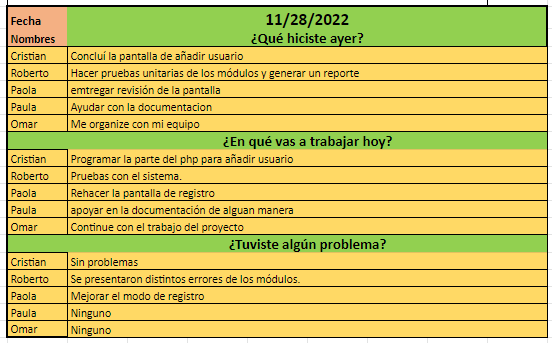 Fecha 11/28/2022
Nombres ¿Qué hiciste ayer?
Cristian Concluí la pantalla de añadir usuario
Roberto Hacer pruebas unitarias de los módulos y generar un reporte
Paola emtregar revisión de la pantalla
Paula Ayudar con la documentacion
Omar Me organize con mi equipo
¿En qué vas a trabajar hoy?
Cristian Programar la parte del php para añadir usuario
Roberto Pruebas con el sistema.
Paola Rehacer la pantalla de registro
Paula apoyar en la documentación de alguan manera
Omar Continue con el trabajo del proyecto
¿Tuviste algún problema?
Cristian Sin problemas
Roberto Se presentaron distintos errores de los módulos.
Paola Mejorar el modo de registro
Paula Ninguno
Omar Ninguno